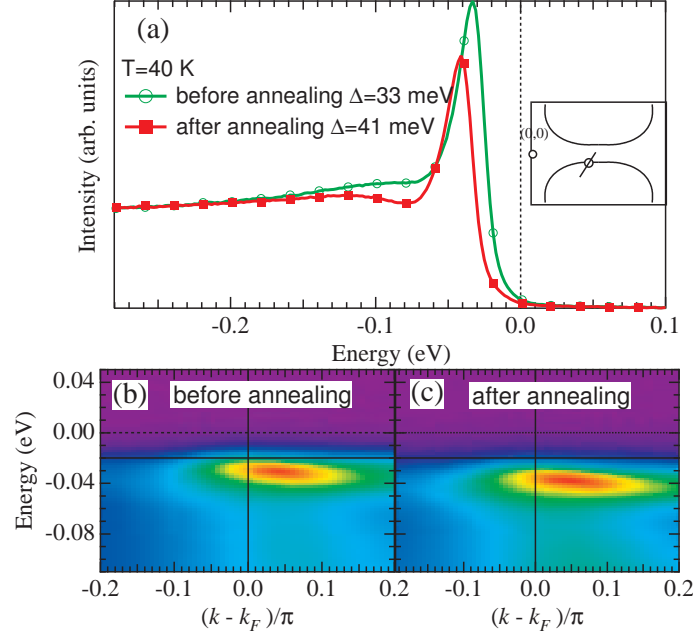 (a)
T=40 K
before annealing Δ=33 meV
after annealing Δ=41 meV
(0,0)
Intensity (arb. units)
-0.2 -0.1 0.0 0.1
Energy (eV)
(b) before annealing
(c) after annealing
0.04
0.00
-0.04
-0.08
Energy (eV)
-0.2 -0.1 0.0 0.1 0.2
-0.1 0.0 0.1 0.2
(k - k_F)/π
(k - k_F)/π